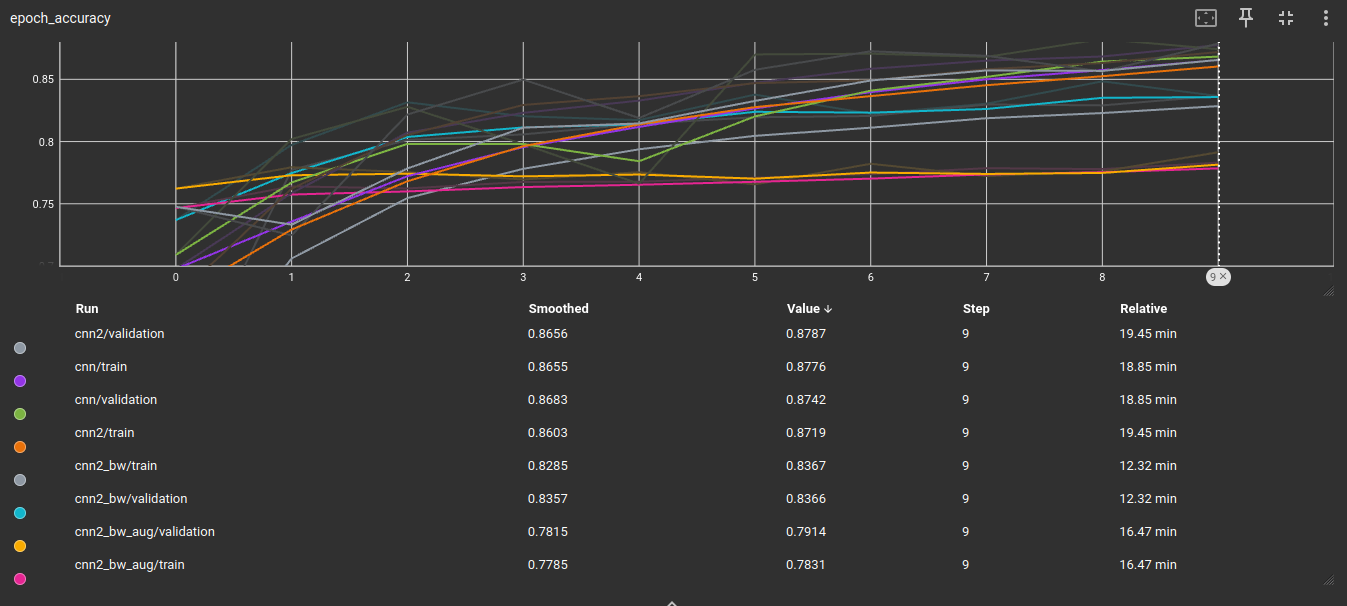 epoch_accuracy
0.85
0.8
0.75
0 1 2 3 4 5 6 7 8 9 ×
Run Smoothed Value ↓ Step Relative
cnn2/validation 0.8656 0.8787 9 19.45 min
cnn/train 0.8655 0.8776 9 18.85 min
cnn/validation 0.8683 0.8742 9 18.85 min
cnn2/train 0.8603 0.8719 9 19.45 min
cnn2_bw/train 0.8285 0.8367 9 12.32 min
cnn2_bw/validation 0.8357 0.8366 9 12.32 min
cnn2_bw_aug/validation 0.7815 0.7914 9 16.47 min
cnn2_bw_aug/train 0.7785 0.7831 9 16.47 min